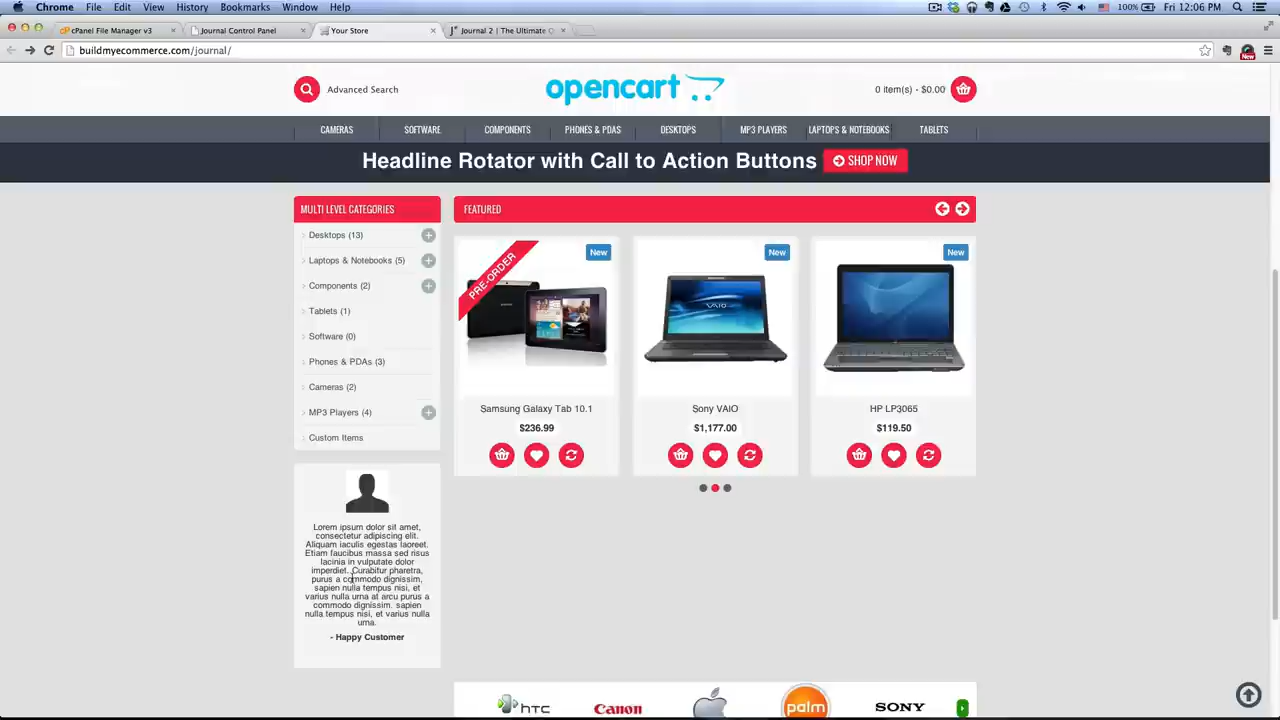 Chrome File Edit View History Bookmarks Window Help 100% Fri 12:06 PM
cPanel File Manager v3 Journal Control Panel Your Store Journal 2 | The Ultimate O
buildmyecommerce.com/journal/
New
Advanced Search opencart 0 item(s) - $0.00
CAMERAS SOFTWARE COMPONENTS PHONES & PDAS DESKTOPS MP3 PLAYERS LAPTOPS & NOTEBOOKS TABLETS
Headline Rotator with Call to Action Buttons SHOP NOW
MULTI LEVEL CATEGORIES
Desktops (13)
Laptops & Notebooks (5)
Components (2)
Tablets (1)
Software (0)
Phones & PDAs (3)
Cameras (2)
MP3 Players (4)
Custom Items
FEATURED
PRE-ORDER
New
Samsung Galaxy Tab 10.1
$236.99
New
VAIO
Sony VAIO
$1,177.00
New
HP LP3065
$119.50
Lorem ipsum dolor sit amet,
consectetur adipiscing elit.
Aliquam iaculis egestas laoreet.
Etiam faucibus massa sed risus
lacinia in vulputate dolor
imperdiet. Curabitur pharetra,
purus a commodo dignissim,
sapien nulla tempus nisi, et
varius nulla urna at arcu purus a
commodo dignissim. sapien
nulla tempus nisi, et varius nulla
urna.
- Happy Customer
hTC Canon palm SONY